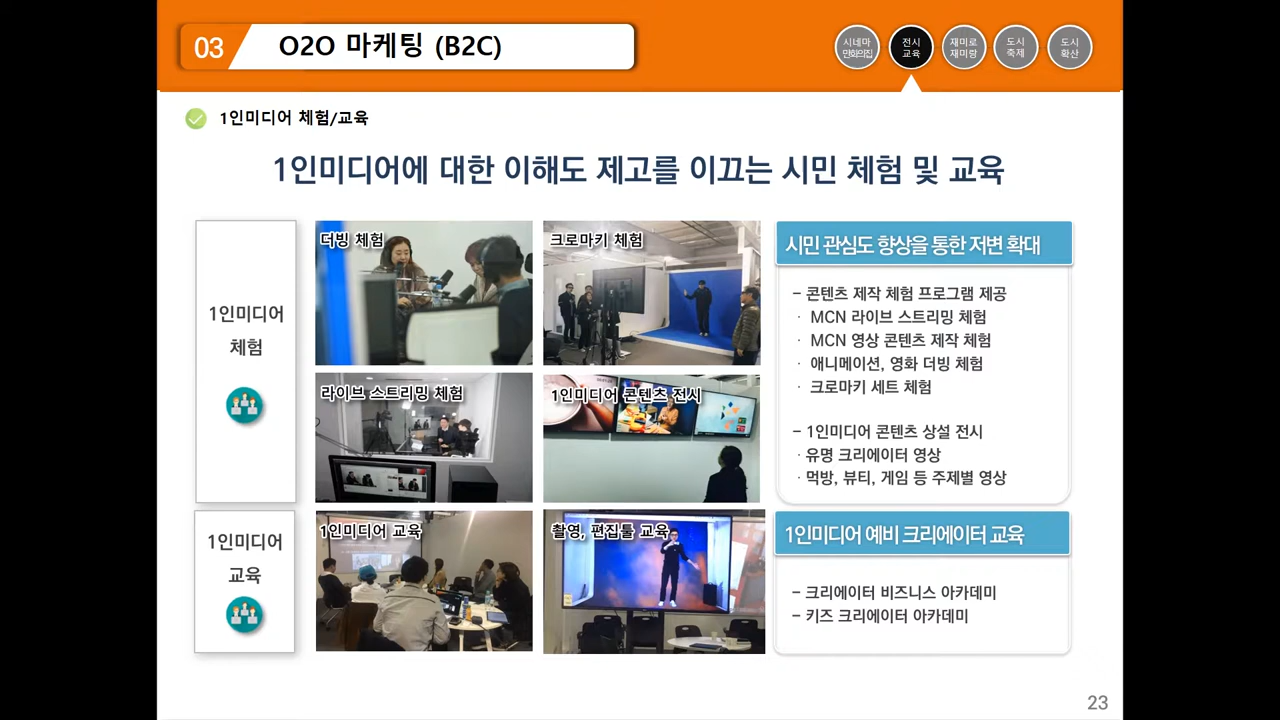 03
O2O 마케팅 (B2C)
시네마
만화의집
전시
교육
재미로
재미랑
도시
축제
도시
확산
1인미디어 체험/교육
1인미디어에 대한 이해도 제고를 이끄는 시민 체험 및 교육
1인미디어
체험
더빙 체험
크로마키 체험
라이브 스트리밍 체험
1인미디어 콘텐츠 전시
시민 관심도 향상을 통한 저변 확대
– 콘텐츠 제작 체험 프로그램 제공
· MCN 라이브 스트리밍 체험
· MCN 영상 콘텐츠 제작 체험
· 애니메이션, 영화 더빙 체험
· 크로마키 세트 체험
– 1인미디어 콘텐츠 상설 전시
· 유명 크리에이터 영상
· 먹방, 뷰티, 게임 등 주제별 영상
1인미디어
교육
1인미디어 교육
촬영, 편집툴 교육
1인미디어 예비 크리에이터 교육
– 크리에이터 비즈니스 아카데미
– 키즈 크리에이터 아카데미
23